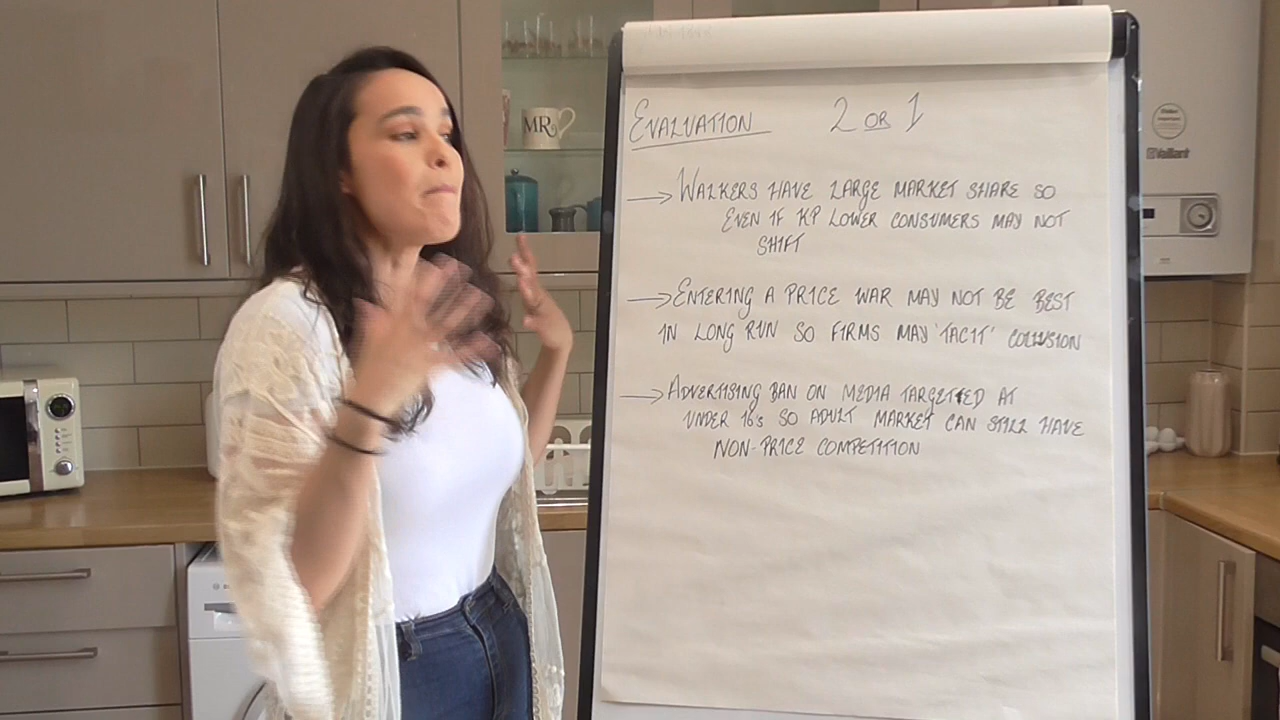 EVALUATION 2 OR 1
→ WALKERS HAVE LARGE MARKET SHARE SO
EVEN IF KP LOWER CONSUMERS MAY NOT
SHIFT
→ ENTERING A PRICE WAR MAY NOT BE BEST
IN LONG RUN SO FIRMS MAY 'TACIT' COLLUSION
→ ADVERTISING BAN ON MEDIA TARGETTED AT
UNDER 16's SO ADULT MARKET CAN STILL HAVE
NON-PRICE COMPETITION
MR
Vaillant